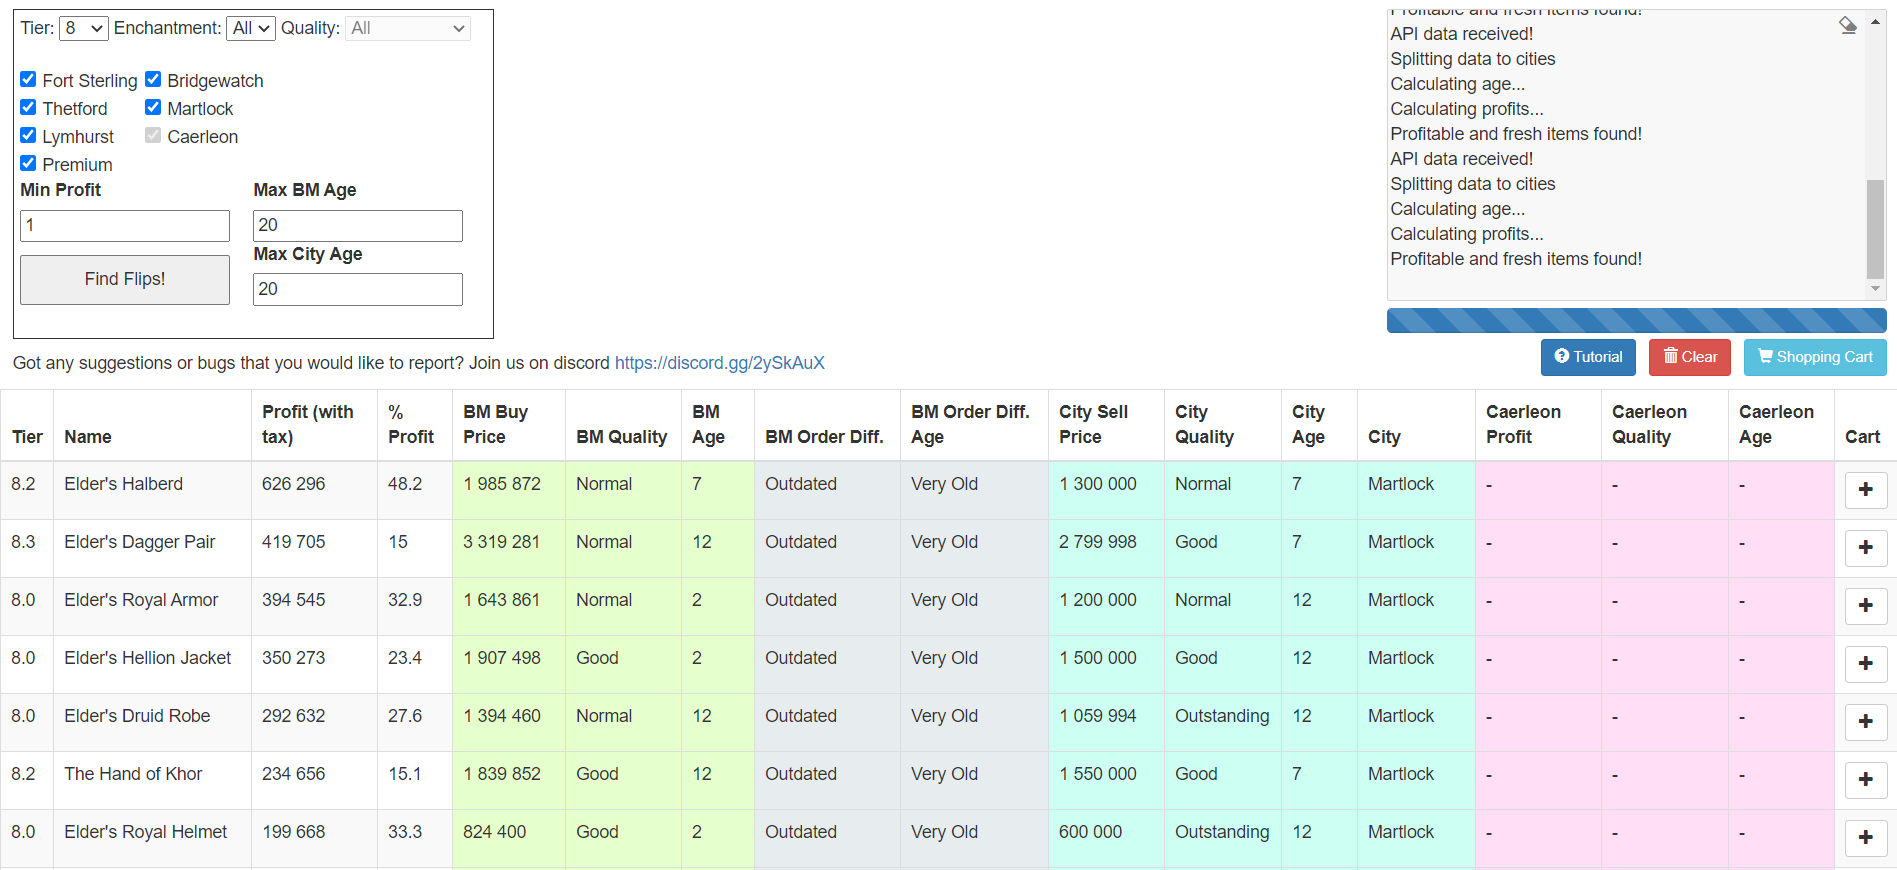 Tier: 8 Enchantment: All Quality: All
Fort Sterling Bridgewatch
Thetford Martlock
Lymhurst Caerleon
Premium
Min Profit Max BM Age
1 20
Max City Age
Find Flips! 20
Profitable and fresh items found!
API data received!
Splitting data to cities
Calculating age...
Calculating profits...
Profitable and fresh items found!
API data received!
Splitting data to cities
Calculating age...
Calculating profits...
Profitable and fresh items found!
Got any suggestions or bugs that you would like to report? Join us on discord https://discord.gg/2ySkAuX
Tutorial Clear Shopping Cart
Tier Name Profit (with tax) % Profit BM Buy Price BM Quality BM Age BM Order Diff. BM Order Diff. Age City Sell Price City Quality City Age City Caerleon Profit Caerleon Quality Caerleon Age Cart
8.2 Elder's Halberd 626 296 48.2 1 985 872 Normal 7 Outdated Very Old 1 300 000 Normal 7 Martlock - - -
8.3 Elder's Dagger Pair 419 705 15 3 319 281 Normal 12 Outdated Very Old 2 799 998 Good 7 Martlock - - -
8.0 Elder's Royal Armor 394 545 32.9 1 643 861 Normal 2 Outdated Very Old 1 200 000 Normal 12 Martlock - - -
8.0 Elder's Hellion Jacket 350 273 23.4 1 907 498 Good 2 Outdated Very Old 1 500 000 Good 12 Martlock - - -
8.0 Elder's Druid Robe 292 632 27.6 1 394 460 Normal 12 Outdated Very Old 1 059 994 Outstanding 12 Martlock - - -
8.2 The Hand of Khor 234 656 15.1 1 839 852 Good 12 Outdated Very Old 1 550 000 Good 7 Martlock - - -
8.0 Elder's Royal Helmet 199 668 33.3 824 400 Good 2 Outdated Very Old 600 000 Outstanding 12 Martlock - - -